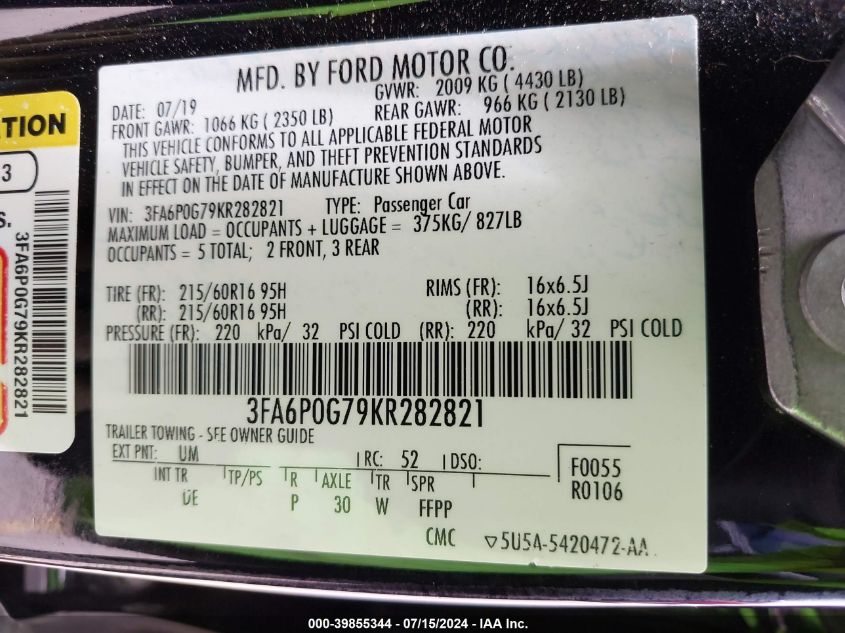 MFD. BY FORD MOTOR CO.
DATE: 07/19 GVWR: 2009 KG ( 4430 LB)
FRONT GAWR: 1066 KG ( 2350 LB) REAR GAWR: 966 KG ( 2130 LB)
THIS VEHICLE CONFORMS TO ALL APPLICABLE FEDERAL MOTOR
VEHICLE SAFETY, BUMPER, AND THEFT PREVENTION STANDARDS
IN EFFECT ON THE DATE OF MANUFACTURE SHOWN ABOVE.
VIN: 3FA6P0G79KR282821 TYPE: Passenger Car
MAXIMUM LOAD = OCCUPANTS + LUGGAGE = 375KG/ 827LB
OCCUPANTS = 5 TOTAL; 2 FRONT, 3 REAR
TIRE (FR): 215/60R16 95H RIMS (FR): 16x6.5J
(RR): 215/60R16 95H (RR): 16x6.5J
PRESSURE (FR): 220 kPa/ 32 PSI COLD (RR): 220 kPa/ 32 PSI COLD
3FA6P0G79KR282821
TRAILER TOWING - SEE OWNER GUIDE
EXT PNT: UM RC: 52 DSO: F0055
INT TR TP/PS R AXLE TR SPR R0106
DE P 30 W FFPP
CMC 5U5A-5420472-AA
3
S.
3FA6P0G79KR282821
000-39855344 / 07/15/2024 - IAA Inc.